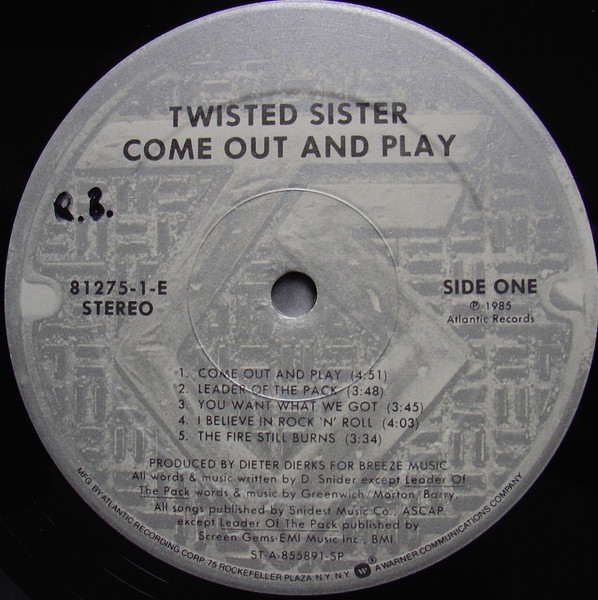 TWISTED SISTER
COME OUT AND PLAY
R.B.
81275-1-E
STEREO
SIDE ONE
℗ 1985
Atlantic Records
1. COME OUT AND PLAY (4:51)
2. LEADER OF THE PACK (3:48)
3. YOU WANT WHAT WE GOT (3:45)
4. I BELIEVE IN ROCK 'N' ROLL (4:03)
5. THE FIRE STILL BURNS (3:34)
PRODUCED BY DIETER DIERKS FOR BREEZE MUSIC
All words & music written by D. Snider except Leader Of
The Pack words & music by Greenwich/Morton/Barry.
All songs published by Snidest Music Co., ASCAP
except Leader Of The Pack published by
Screen Gems-EMI Music Inc., BMI
ST-A-855891-SP
MFG. BY ATLANTIC RECORDING CORP. 75 ROCKEFELLER PLAZA, N.Y., N.Y. ® A WARNER COMMUNICATIONS COMPANY